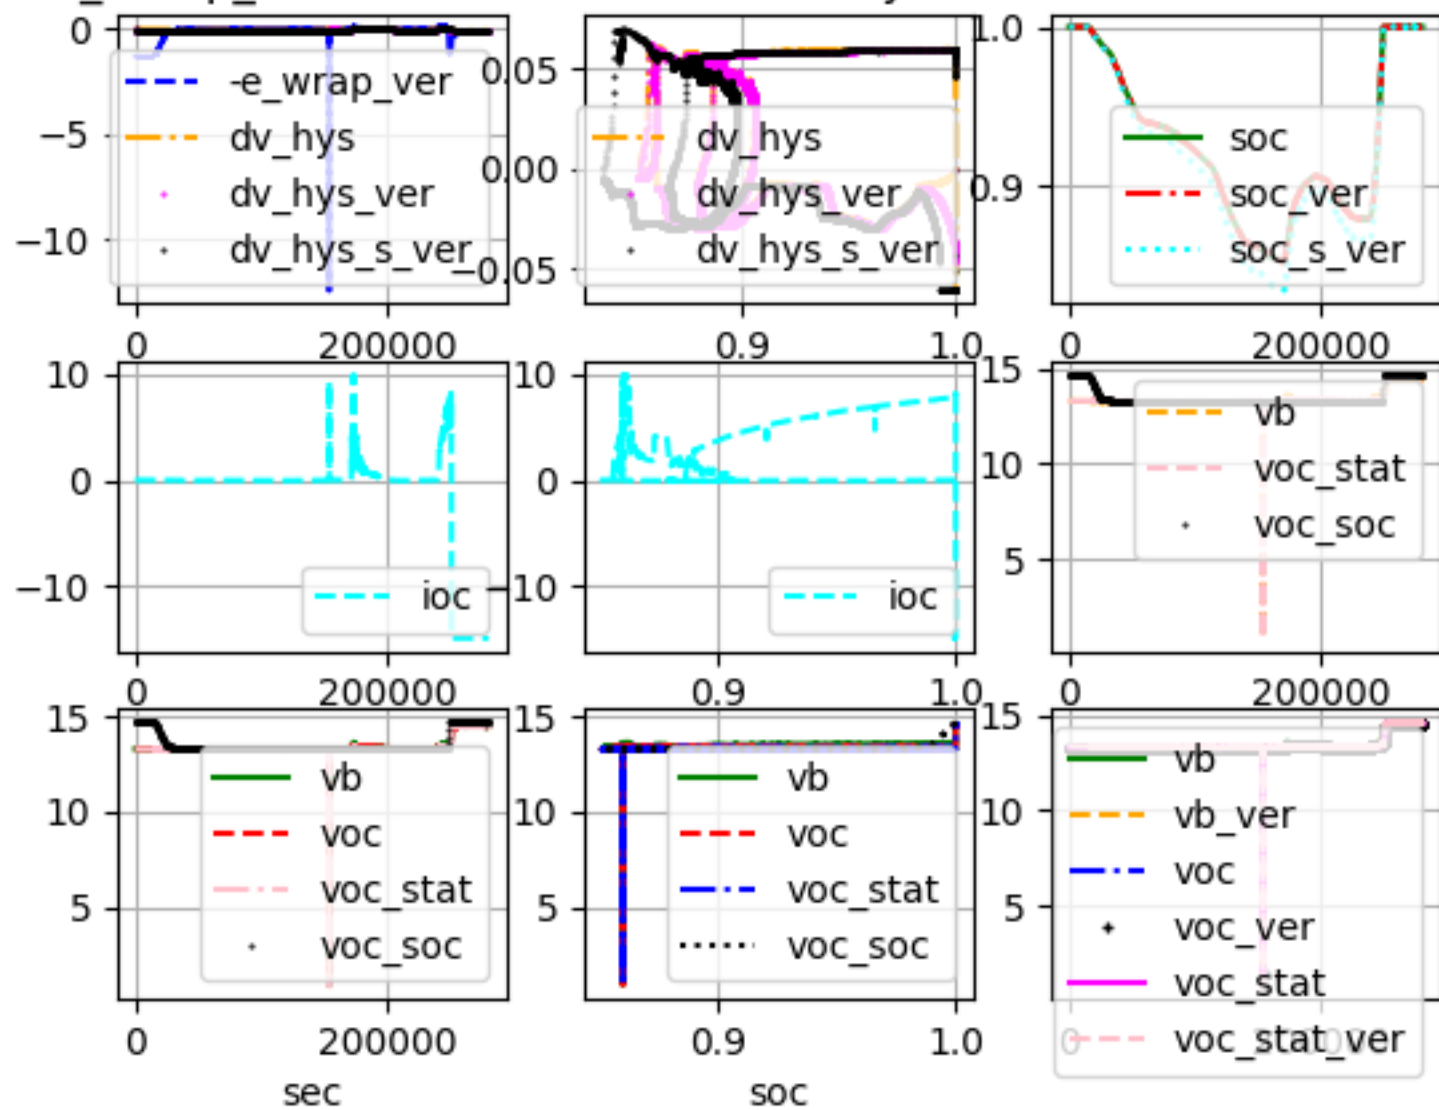 0
-5
-10
-e_wrap_ver
dv_hys
dv_hys_ver
dv_hys_s_ver
0 200000
0.05
0.00
-0.05
dv_hys
dv_hys_ver
dv_hys_s_ver
0.9 1.0
1.0
0.9
soc
soc_ver
soc_s_ver
0 200000
10
0
-10
ioc
0 200000
10
0
-10
ioc
0.9 1.0
15
10
5
vb
voc_stat
voc_soc
0 200000
15
10
5
vb
voc
voc_stat
voc_soc
0 200000
sec
15
10
5
vb
voc
voc_stat
voc_soc
0.9 1.0
soc
15
10
5
vb
vb_ver
voc
voc_ver
voc_stat
voc_stat_ver
0 200000